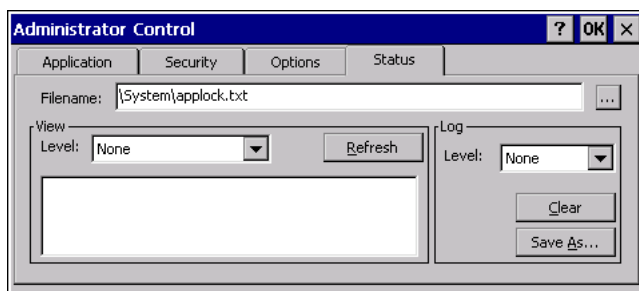 Administrator Control ? OK ×
Application Security Options Status
Filename: \System\applock.txt ...
View
Level: None Refresh
Log
Level: None
Clear
Save As...